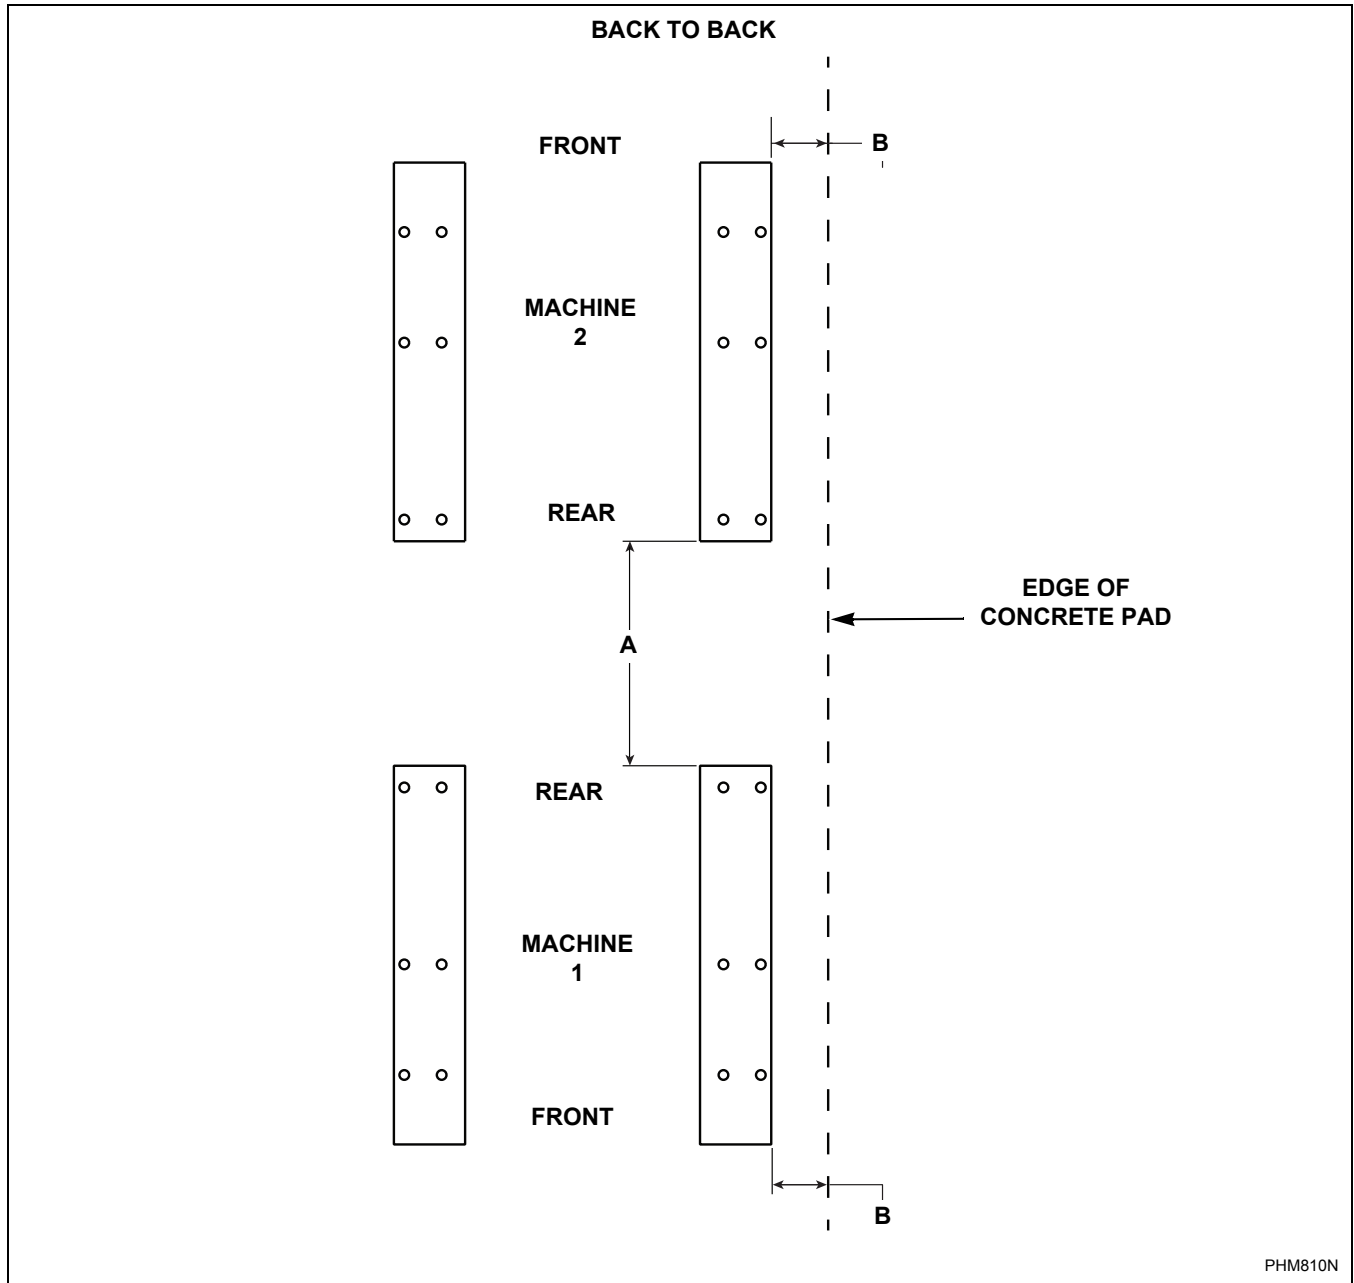 BACK TO BACK
FRONT
B
MACHINE
2
REAR
EDGE OF
CONCRETE PAD
A
REAR
MACHINE
1
FRONT
B
PHM810N